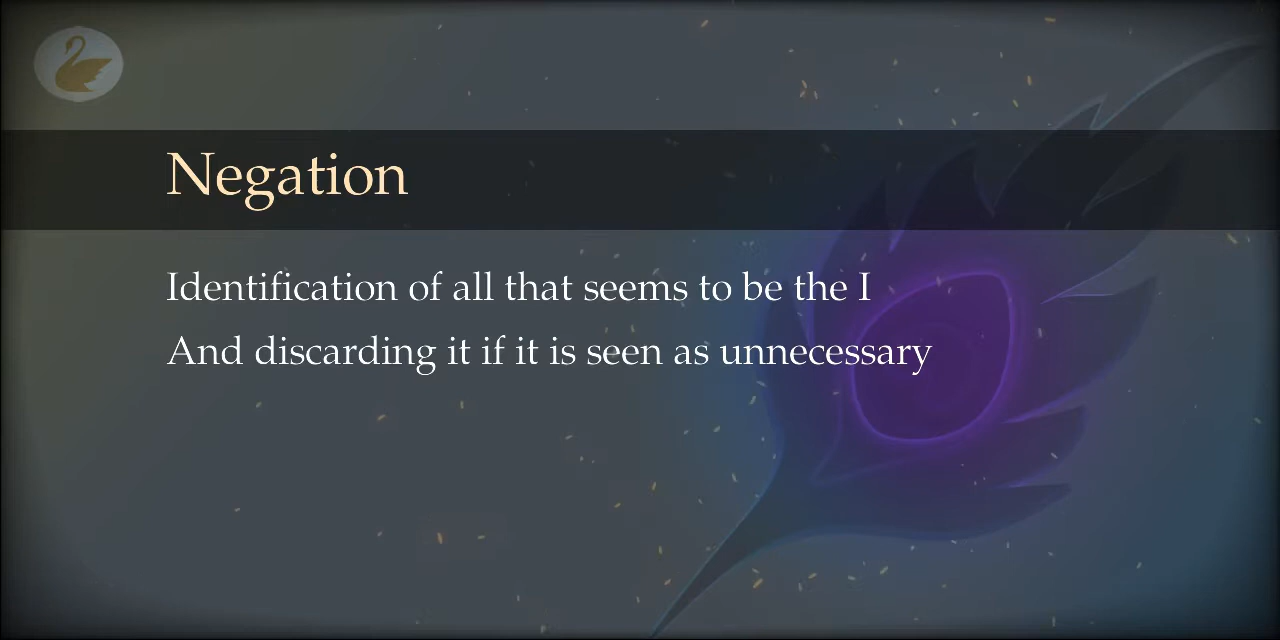 Negation
Identification of all that seems to be the I
And discarding it if it is seen as unnecessary